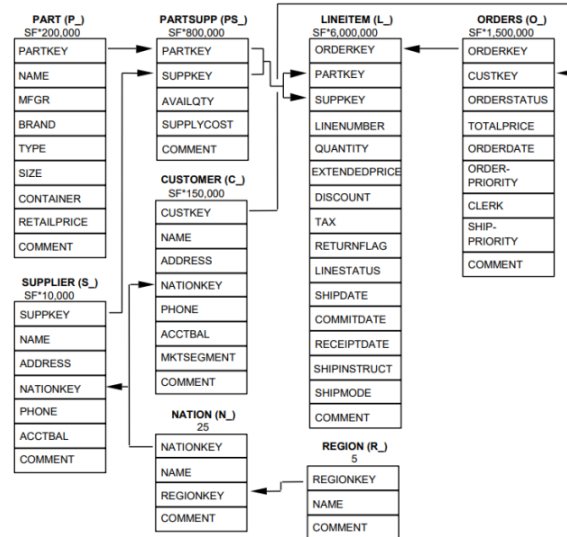 PART (P_)
SF*200,000
PARTKEY
NAME
MFGR
BRAND
TYPE
SIZE
CONTAINER
RETAILPRICE
COMMENT
SUPPLIER (S_)
SF*10,000
SUPPKEY
NAME
ADDRESS
NATIONKEY
PHONE
ACCTBAL
COMMENT
PARTSUPP (PS_)
SF*800,000
PARTKEY
SUPPKEY
AVAILQTY
SUPPLYCOST
COMMENT
CUSTOMER (C_)
SF*150,000
CUSTKEY
NAME
ADDRESS
NATIONKEY
PHONE
ACCTBAL
MKTSEGMENT
COMMENT
NATION (N_)
25
NATIONKEY
NAME
REGIONKEY
COMMENT
LINEITEM (L_)
SF*6,000,000
ORDERKEY
PARTKEY
SUPPKEY
LINENUMBER
QUANTITY
EXTENDEDPRICE
DISCOUNT
TAX
RETURNFLAG
LINESTATUS
SHIPDATE
COMMITDATE
RECEIPTDATE
SHIPINSTRUCT
SHIPMODE
COMMENT
REGION (R_)
5
REGIONKEY
NAME
COMMENT
ORDERS (O_)
SF*1,500,000
ORDERKEY
CUSTKEY
ORDERSTATUS
TOTALPRICE
ORDERDATE
ORDER-
PRIORITY
CLERK
SHIP-
PRIORITY
COMMENT